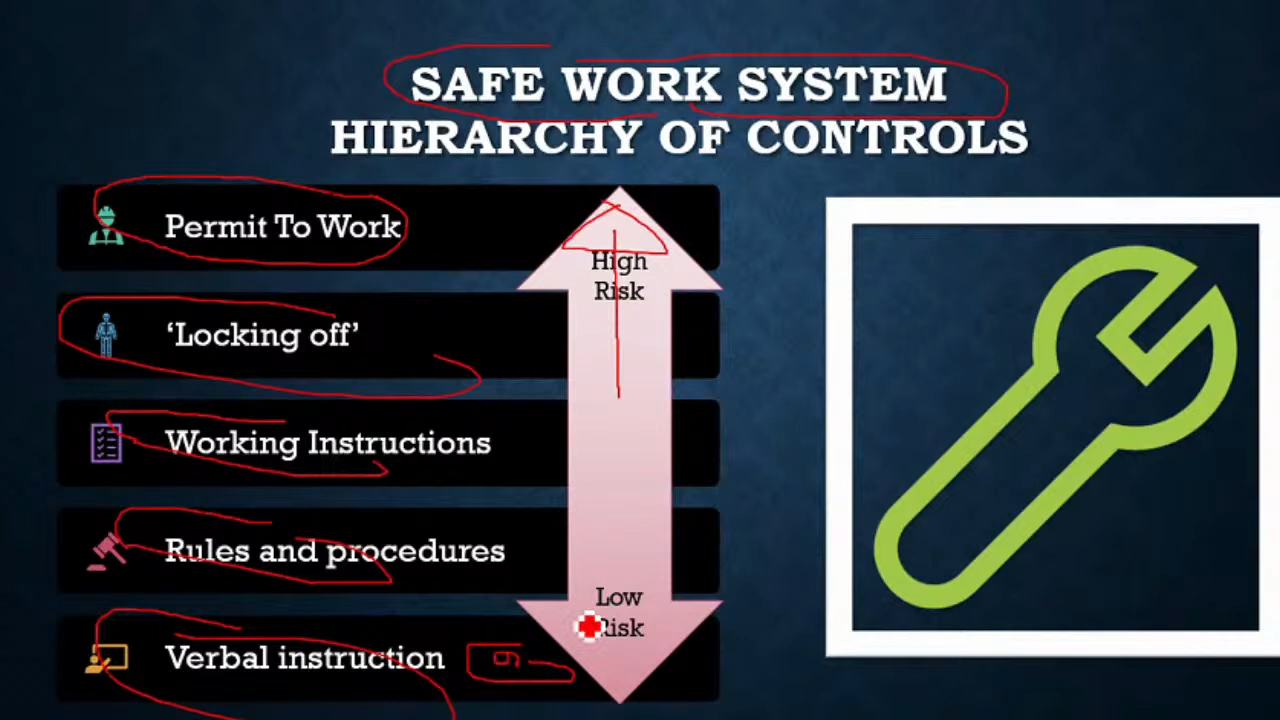 SAFE WORK SYSTEM
HIERARCHY OF CONTROLS
Permit To Work
‘Locking off’
Working Instructions
Rules and procedures
Verbal instruction
High
Risk
Low
Risk